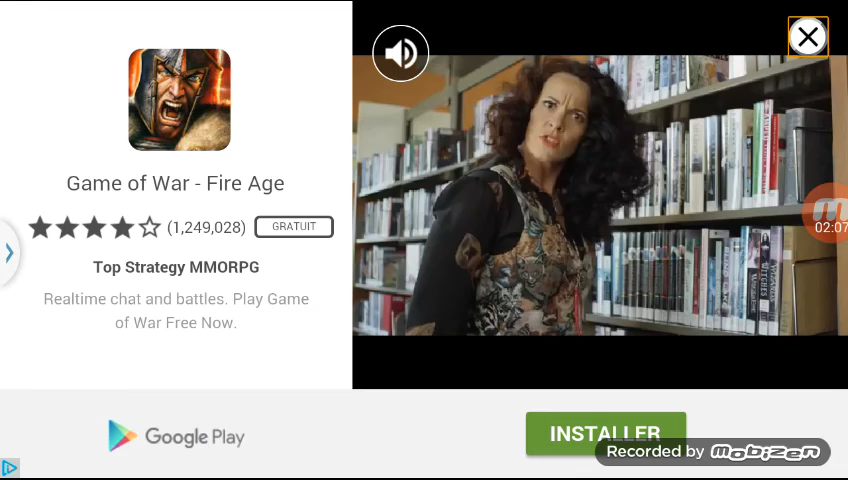 Game of War - Fire Age
(1,249,028) GRATUIT
Top Strategy MMORPG
Realtime chat and battles. Play Game
of War Free Now.
02:07
WITCHES
Google Play
INSTALLER
Recorded by mobizen